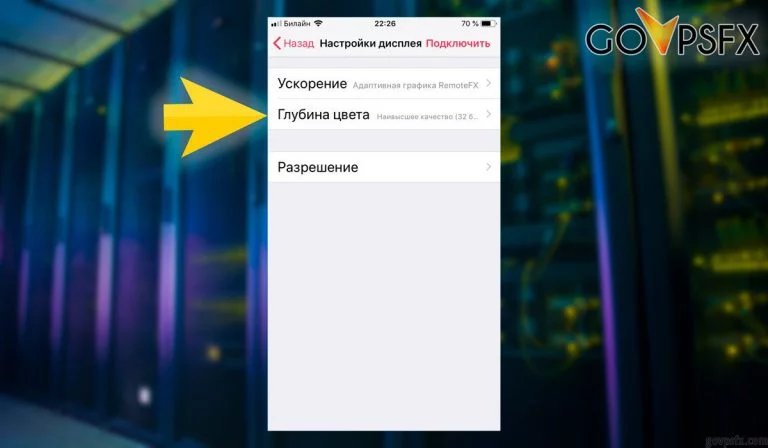 Билайн 22:26 70 %
GOVPSFX
Назад Настройки дисплея Подключить
Ускорение Адаптивная графика RemoteFX
Глубина цвета Наивысшее качество (32 б...
Разрешение
govpsfx.com